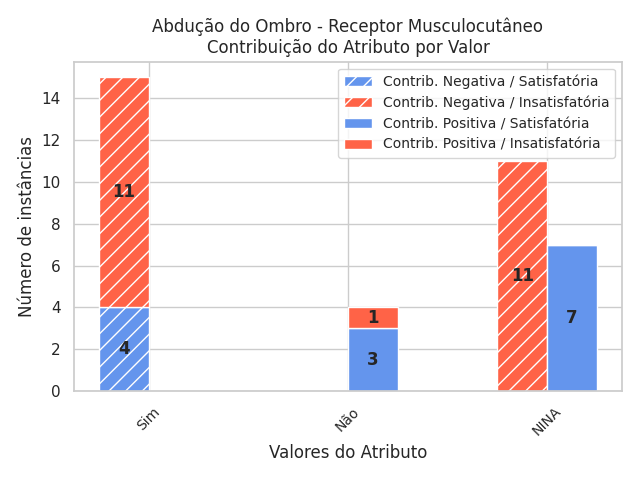 Abdução do Ombro - Receptor Musculocutâneo
Contribuição do Atributo por Valor
Contrib. Negativa / Satisfatória
Contrib. Negativa / Insatisfatória
Contrib. Positiva / Satisfatória
Contrib. Positiva / Insatisfatória
Número de instâncias
14
12
10
8
6
4
2
0
11
4
1
3
11
7
Sim
Não
NINA
Valores do Atributo